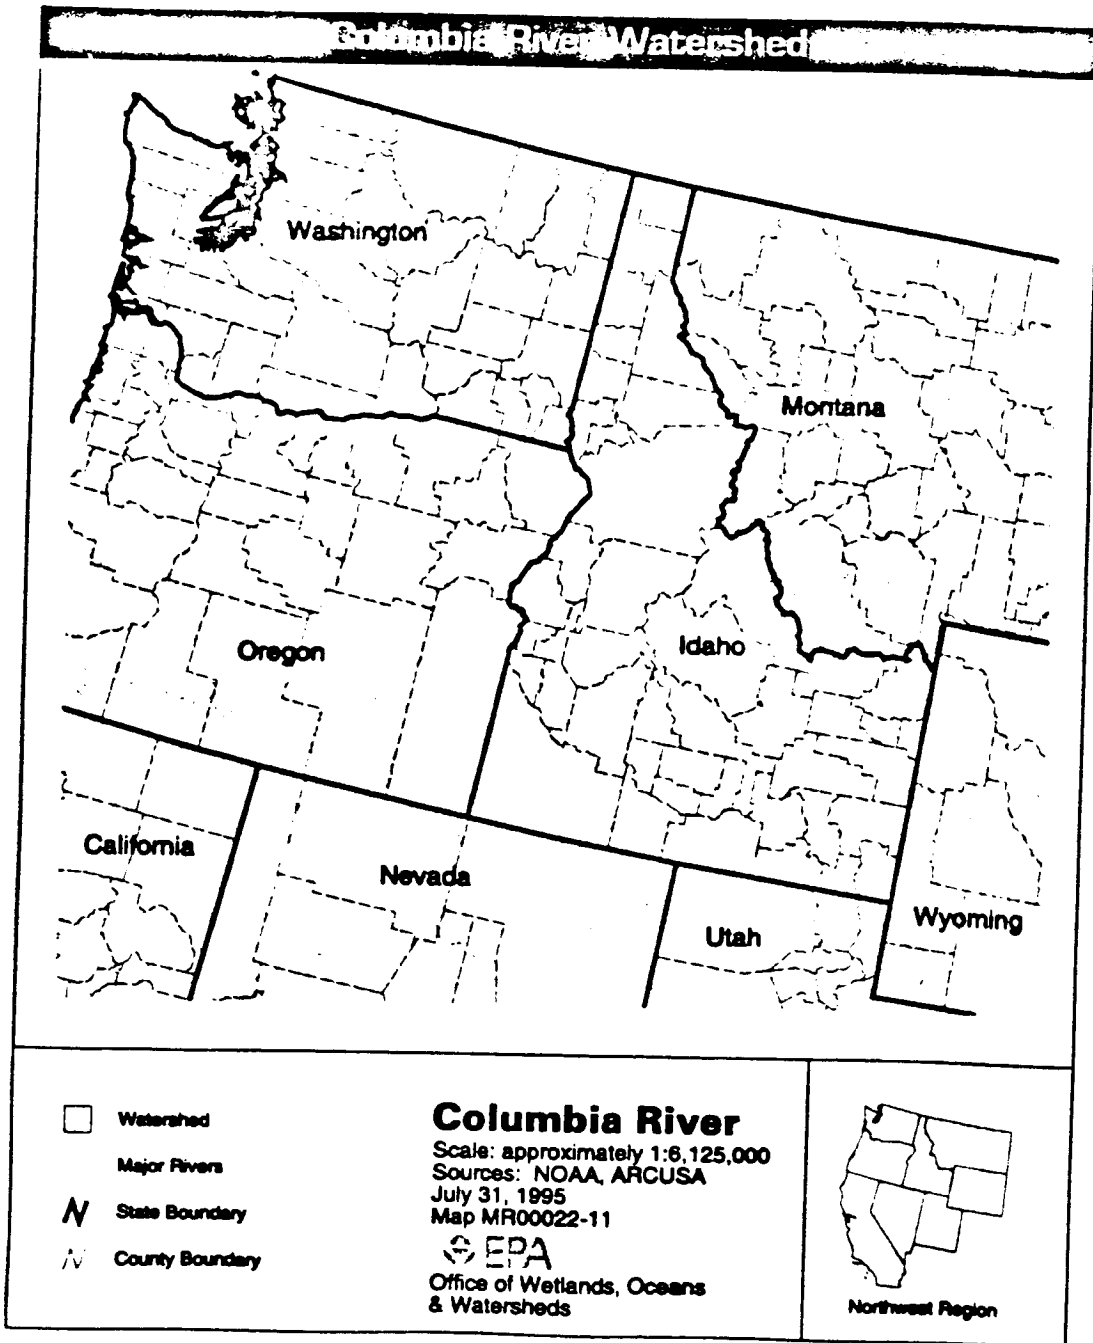 Columbia River Watershed
Washington
Montana
Oregon
Idaho
California
Nevada
Utah
Wyoming
Watershed
Major Rivers
State Boundary
County Boundary
Columbia River
Scale: approximately 1:6,125,000
Sources: NOAA, ARCUSA
July 31, 1995
Map MR00022-11
EPA
Office of Wetlands, Oceans
& Watersheds
Northwest Region